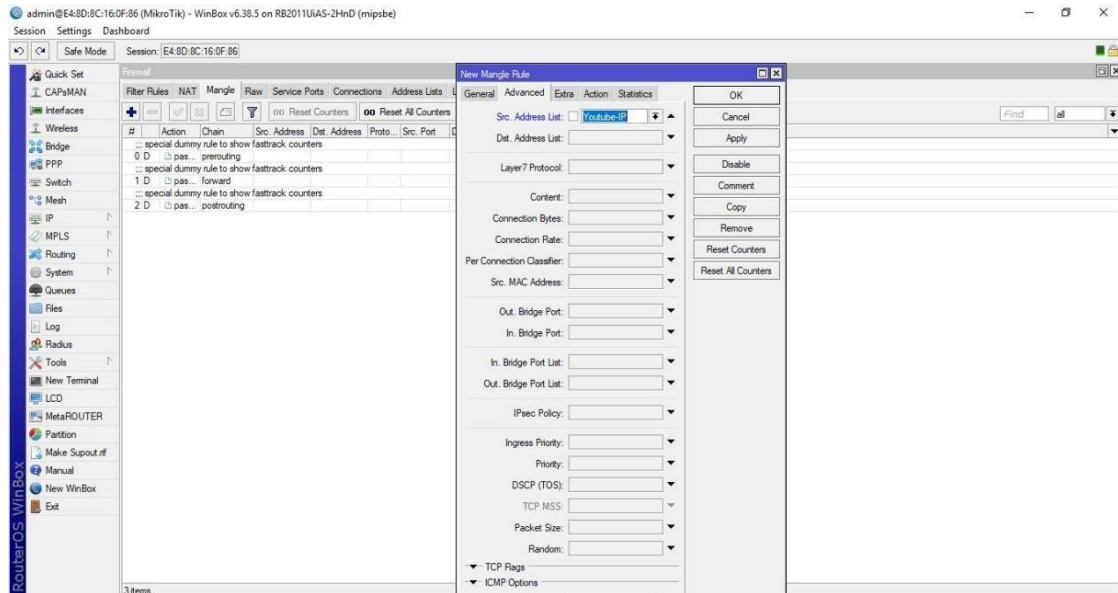 admin@E4:8D:8C:16:0F:86 (MikroTik) - WinBox v6.38.5 on RB2011UiAS-2HnD (mipsbe)
Session Settings Dashboard
Safe Mode Session: E4:8D:8C:16:0F:86
Quick Set
CAPsMAN
Interfaces
Wireless
Bridge
PPP
Switch
Mesh
IP
MPLS
Routing
System
Queues
Files
Log
Radius
Tools
New Terminal
LCD
MetaROUTER
Partition
Make Supout.rif
Manual
New WinBox
Exit
RouterOS WinBox
Firewall
Filter Rules NAT Mangle Raw Service Ports Connections Address Lists L
00 Reset Counters 00 Reset All Counters
Find all
# Action Chain Src. Address Dst. Address Proto... Src. Port D
::: special dummy rule to show fasttrack counters
0 D pas... prerouting
::: special dummy rule to show fasttrack counters
1 D pas... forward
::: special dummy rule to show fasttrack counters
2 D pas... postrouting
3 items
New Mangle Rule
General Advanced Extra Action Statistics
Src. Address List: Youtube-IP
Dst. Address List:
Layer7 Protocol:
Content:
Connection Bytes:
Connection Rate:
Per Connection Classifier:
Src. MAC Address:
Out. Bridge Port:
In. Bridge Port:
In. Bridge Port List:
Out. Bridge Port List:
IPsec Policy:
Ingress Priority:
Priority:
DSCP (TOS):
TCP MSS:
Packet Size:
Random:
TCP Flags
ICMP Options
OK
Cancel
Apply
Disable
Comment
Copy
Remove
Reset Counters
Reset All Counters